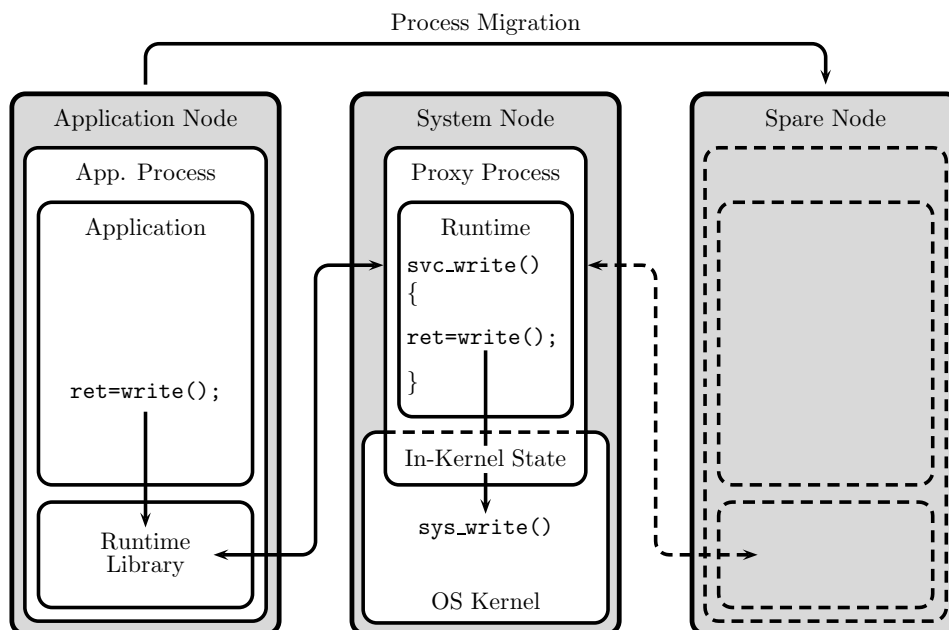 Process Migration
Application Node
App. Process
Application
ret=write();
Runtime
Library
System Node
Proxy Process
Runtime
svc_write()
{
ret=write();
}
In-Kernel State
sys_write()
OS Kernel
Spare Node